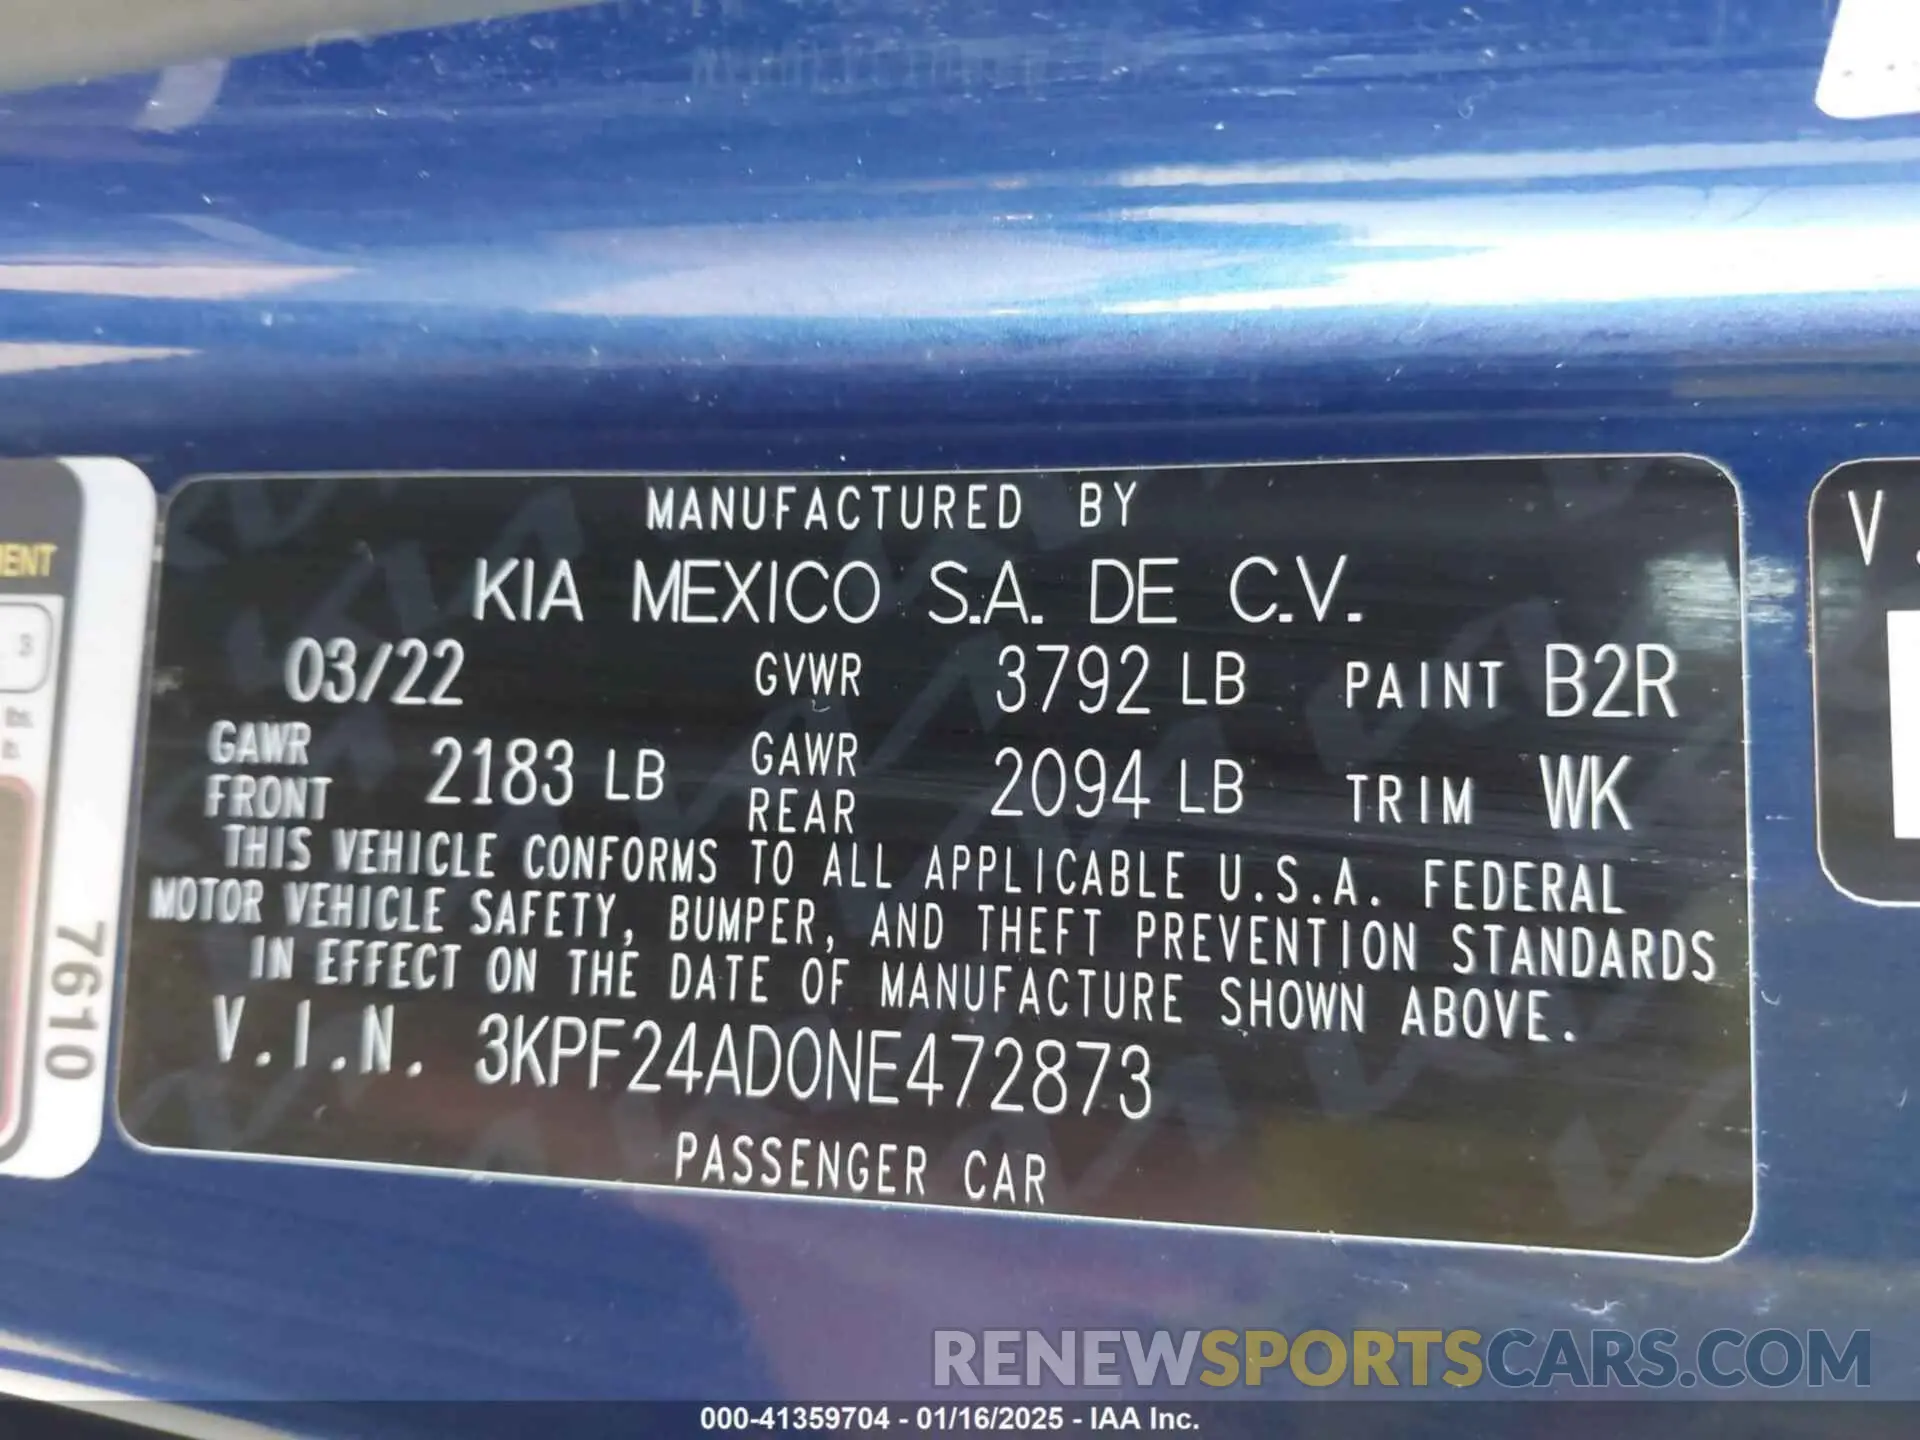 MANUFACTURED BY
KIA MEXICO S.A. DE C.V.
03/22 GVWR 3792 LB PAINT B2R
GAWR FRONT 2183 LB GAWR REAR 2094 LB TRIM WK
THIS VEHICLE CONFORMS TO ALL APPLICABLE U.S.A. FEDERAL
MOTOR VEHICLE SAFETY, BUMPER, AND THEFT PREVENTION STANDARDS
IN EFFECT ON THE DATE OF MANUFACTURE SHOWN ABOVE.
V.I.N. 3KPF24AD0NE472873
PASSENGER CAR
3
lbs.
7610
V.
RENEWSPORTSCARS.COM
000-41359704 - 01/16/2025 - IAA Inc.